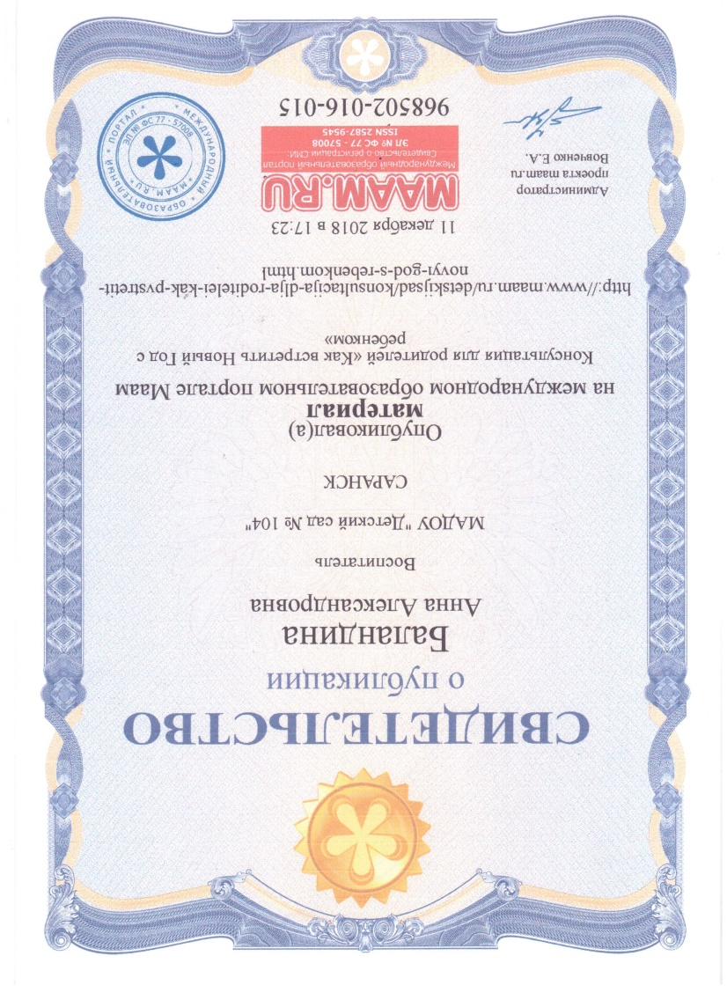 СВИДЕТЕЛЬСТВО
о публикации
Баландина
Анна Александровна
Воспитатель
МАДОУ "Детский сад № 104"
САРАНСК
Опубликовал(а)
материал
на международном образовательном портале Маам
Консультация для родителей «Как встретить Новый Год с
ребенком»
http://www.maam.ru/detskijsad/konsultacija-dlja-roditelei-kak-pvstretit-
novyi-god-s-rebenkom.html
11 декабря 2018 в 17:23
Администратор
проекта maam.ru
Вовченко Е.А.
MAAM.RU
Международный образовательный портал
Свидетельство о регистрации СМИ:
ЭЛ № ФС 77 - 57008
ISSN 2587-9545
968502-016-015
* МЕЖДУНАРОДНЫЙ * ОБРАЗОВАТЕЛЬНЫЙ * ПОРТАЛ *
ЭЛ № ФС 77 - 57008
* MAAM.RU *